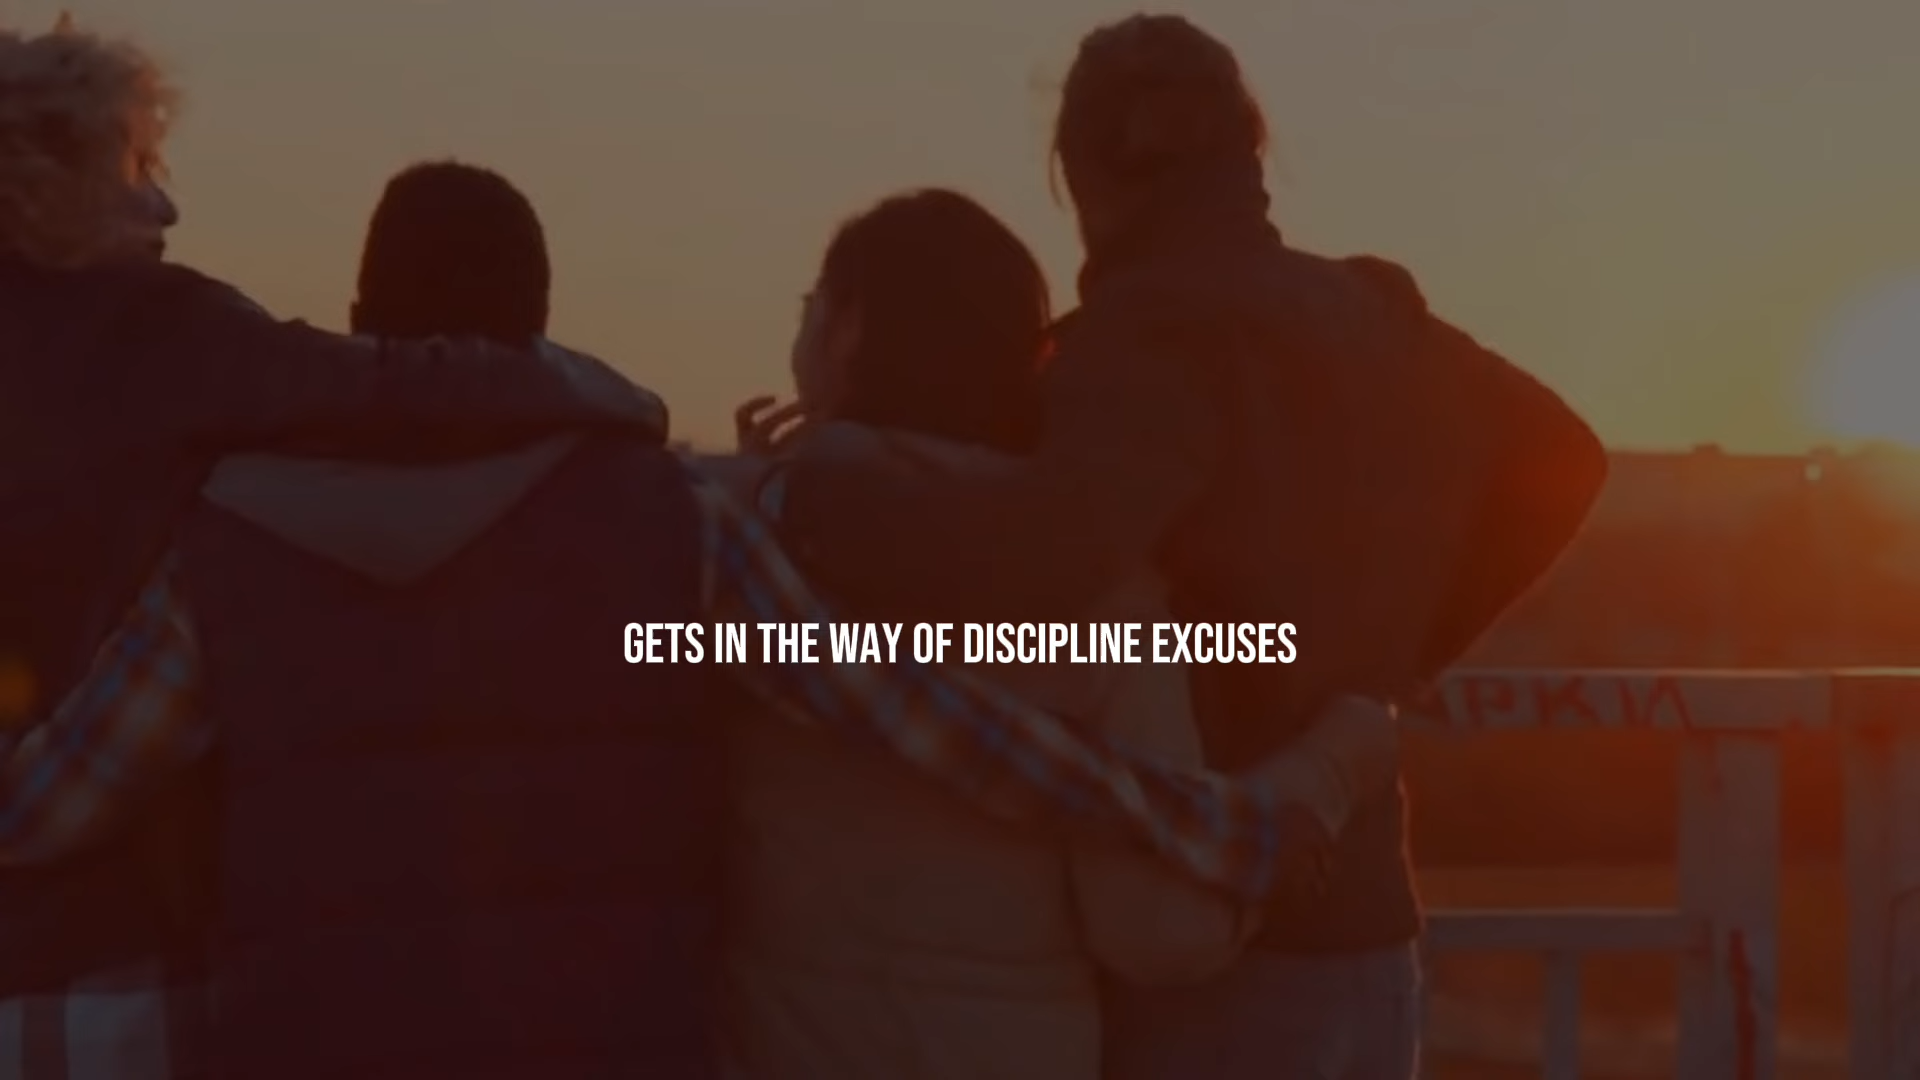 GETS IN THE WAY OF DISCIPLINE EXCUSES